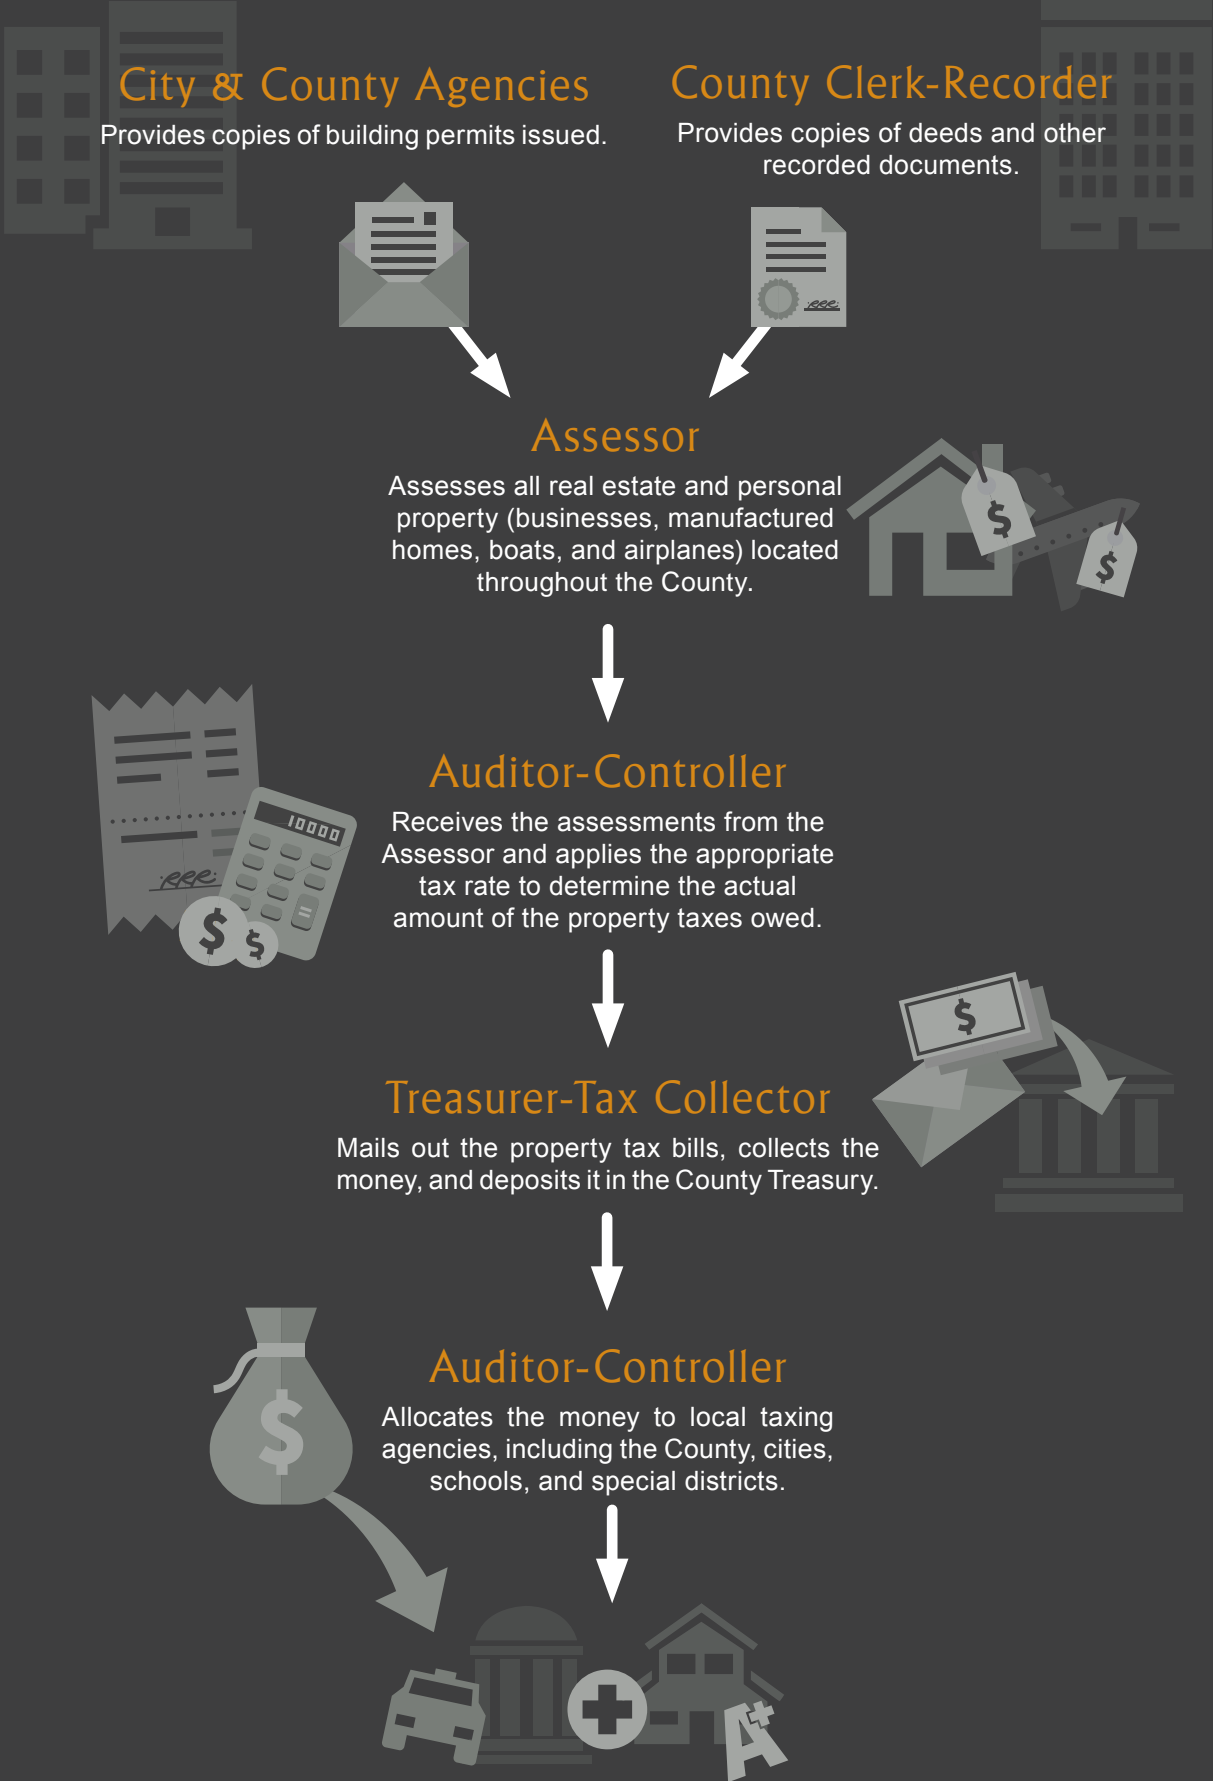 City & County Agencies
Provides copies of building permits issued.
County Clerk-Recorder
Provides copies of deeds and other
recorded documents.
Assessor
Assesses all real estate and personal
property (businesses, manufactured
homes, boats, and airplanes) located
throughout the County.
$
$
Auditor-Controller
Receives the assessments from the
Assessor and applies the appropriate
tax rate to determine the actual
amount of the property taxes owed.
10000
$
$
Treasurer-Tax Collector
Mails out the property tax bills, collects the
money, and deposits it in the County Treasury.
$
Auditor-Controller
Allocates the money to local taxing
agencies, including the County, cities,
schools, and special districts.
$
A+